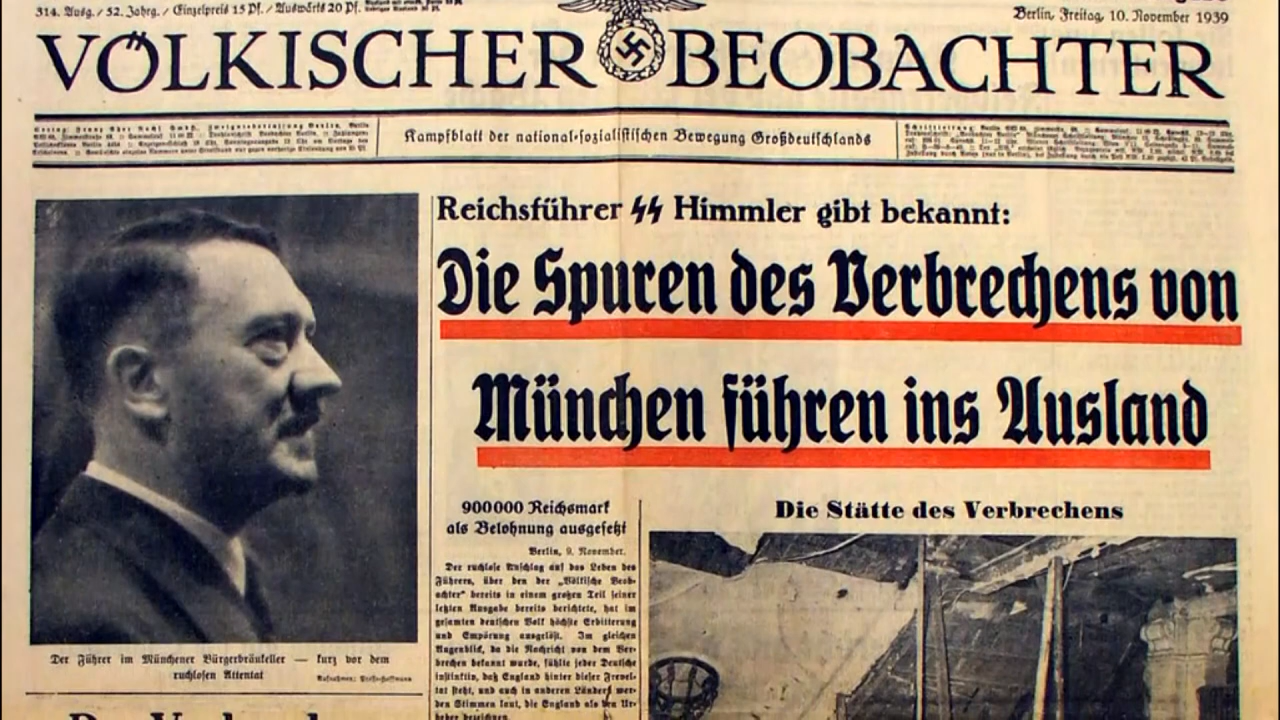 314. Ausg. / 52. Jahrg. / Einzelpreis 15 Pf. / Auswärts 20 Pf.
Berlin, Freitag, 10. November 1939
VÖLKISCHER BEOBACHTER
Kampfblatt der national-sozialistischen Bewegung Großdeutschlands
Reichsführer SS Himmler gibt bekannt:
Die Spuren des Verbrechens von
München führen ins Ausland
Der Führer im Münchener Bürgerbräukeller — kurz vor dem
ruchlosen Attentat
900000 Reichsmark
als Belohnung ausgesetzt
Berlin, 9. November.
Der ruchlose Anschlag auf das Leben des
Führers, über den der „Völkische Beob-
achter" bereits in einem großen Teil seiner
letzten Ausgabe bereits berichtete, hat im
gesamten deutschen Volk höchste Erbitterung
und Empörung ausgelöst. Im gleichen
Augenblick, da die Nachricht von dem Ver-
brechen bekannt wurde, fühlte jeder Deutsche
instinktiv, daß England hinter dieser Frevel-
tat steht, und auch in anderen Ländern wer-
den Stimmen laut, die England als den Ur-
heber bezeichnen.
Die Stätte des Verbrechens